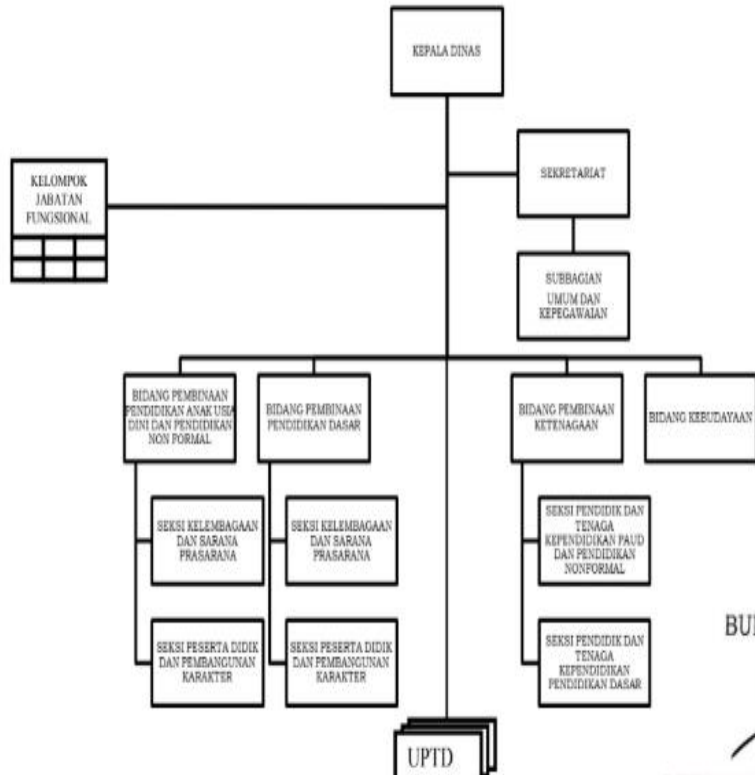 KEPALA DINAS
SEKRETARIAT
KELOMPOK
JABATAN
FUNGSIONAL
SUBBAGIAN
UMUM DAN
KEPEGAWAIAN
BIDANG PEMBINAAN
PENDIDIKAN ANAK USIA
DINI DAN PENDIDIKAN
NON FORMAL
BIDANG PEMBINAAN
PENDIDIKAN DASAR
BIDANG PEMBINAAN
KETENAGAAN
BIDANG KEBUDAYAAN
SEKSI KELEMBAGAAN
DAN SARANA
PRASARANA
SEKSI KELEMBAGAAN
DAN SARANA
PRASARANA
SEKSI PENDIDIK DAN
TENAGA
KEPENDIDIKAN PAUD
DAN PENDIDIKAN
NONFORMAL
SEKSI PESERTA DIDIK
DAN PEMBANGUNAN
KARAKTER
SEKSI PESERTA DIDIK
DAN PEMBANGUNAN
KARAKTER
SEKSI PENDIDIK DAN
TENAGA
KEPENDIDIKAN
PENDIDIKAN DASAR
UPTD